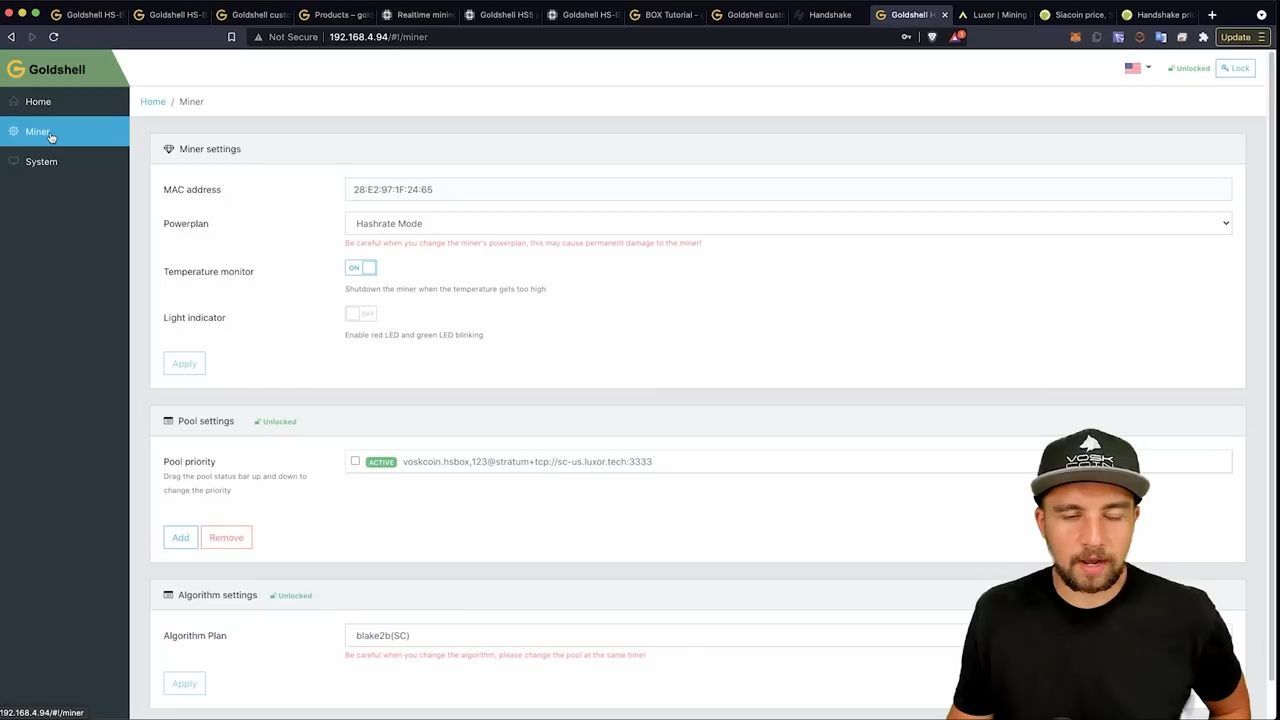 Goldshell HS-B
Goldshell HS-B
Goldshell custo
Products – gold
Realtime mining
Goldshell HS5
Goldshell HS-B
BOX Tutorial –
Goldshell custo
Handshake
Goldshell H
Luxor | Mining
Siacoin price, S
Handshake pric
Not Secure 192.168.4.94/#!/miner
1
Update
Goldshell
Unlocked
Lock
Home
Home / Miner
Miner
System
Miner settings
MAC address
28:E2:97:1F:24:65
Powerplan
Hashrate Mode
Be careful when you change the miner's powerplan, this may cause permanent damage to the miner!
Temperature monitor
ON
Shutdown the miner when the temperature gets too high
Light indicator
OFF
Enable red LED and green LED blinking
Apply
Pool settings Unlocked
Pool priority
ACTIVE voskcoin.hsbox,123@stratum+tcp://sc-us.luxor.tech:3333
Drag the pool status bar up and down to
change the priority
Add Remove
Algorithm settings Unlocked
Algorithm Plan
blake2b(SC)
Be careful when you change the algorithm, please change the pool at the same time!
Apply
192.168.4.94/#!/miner
VOSK
COIN